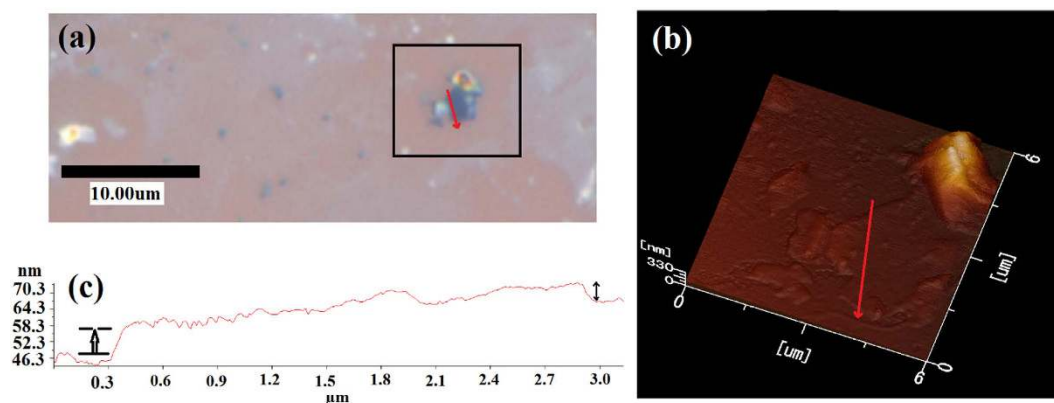 (a)
10.00um
(b)
[nm]
330
0
0
[um]
6
0
[um]
6
(c)
nm
70.3
64.3
58.3
52.3
46.3
0.3
0.6
0.9
1.2
1.5
1.8
2.1
2.4
2.7
3.0
μm